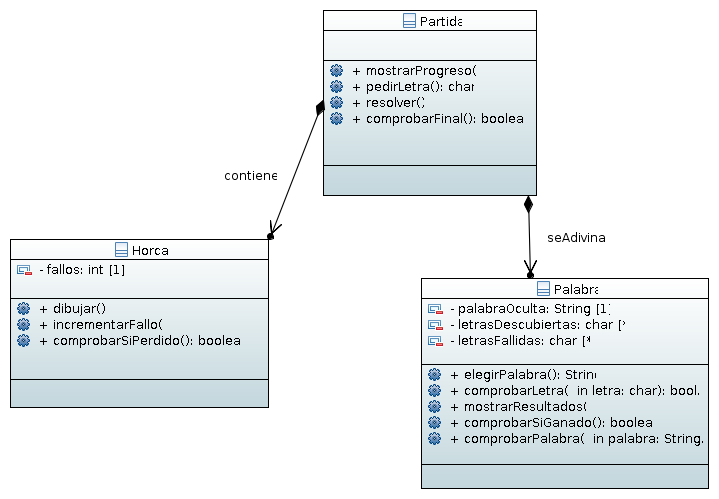 Partida
+ mostrarProgreso(
+ pedirLetra(): char
+ resolver()
+ comprobarFinal(): boolea
contiene
seAdivina
Horca
- fallos: int [1]
+ dibujar()
+ incrementarFallo(
+ comprobarSiPerdido(): boolea
Palabra
- palabraOculta: String [1]
- letrasDescubiertas: char [*
- letrasFallidas: char [*
+ elegirPalabra(): String
+ comprobarLetra( in letra: char): bool.
+ mostrarResultados(
+ comprobarSiGanado(): boolea
+ comprobarPalabra( in palabra: String.